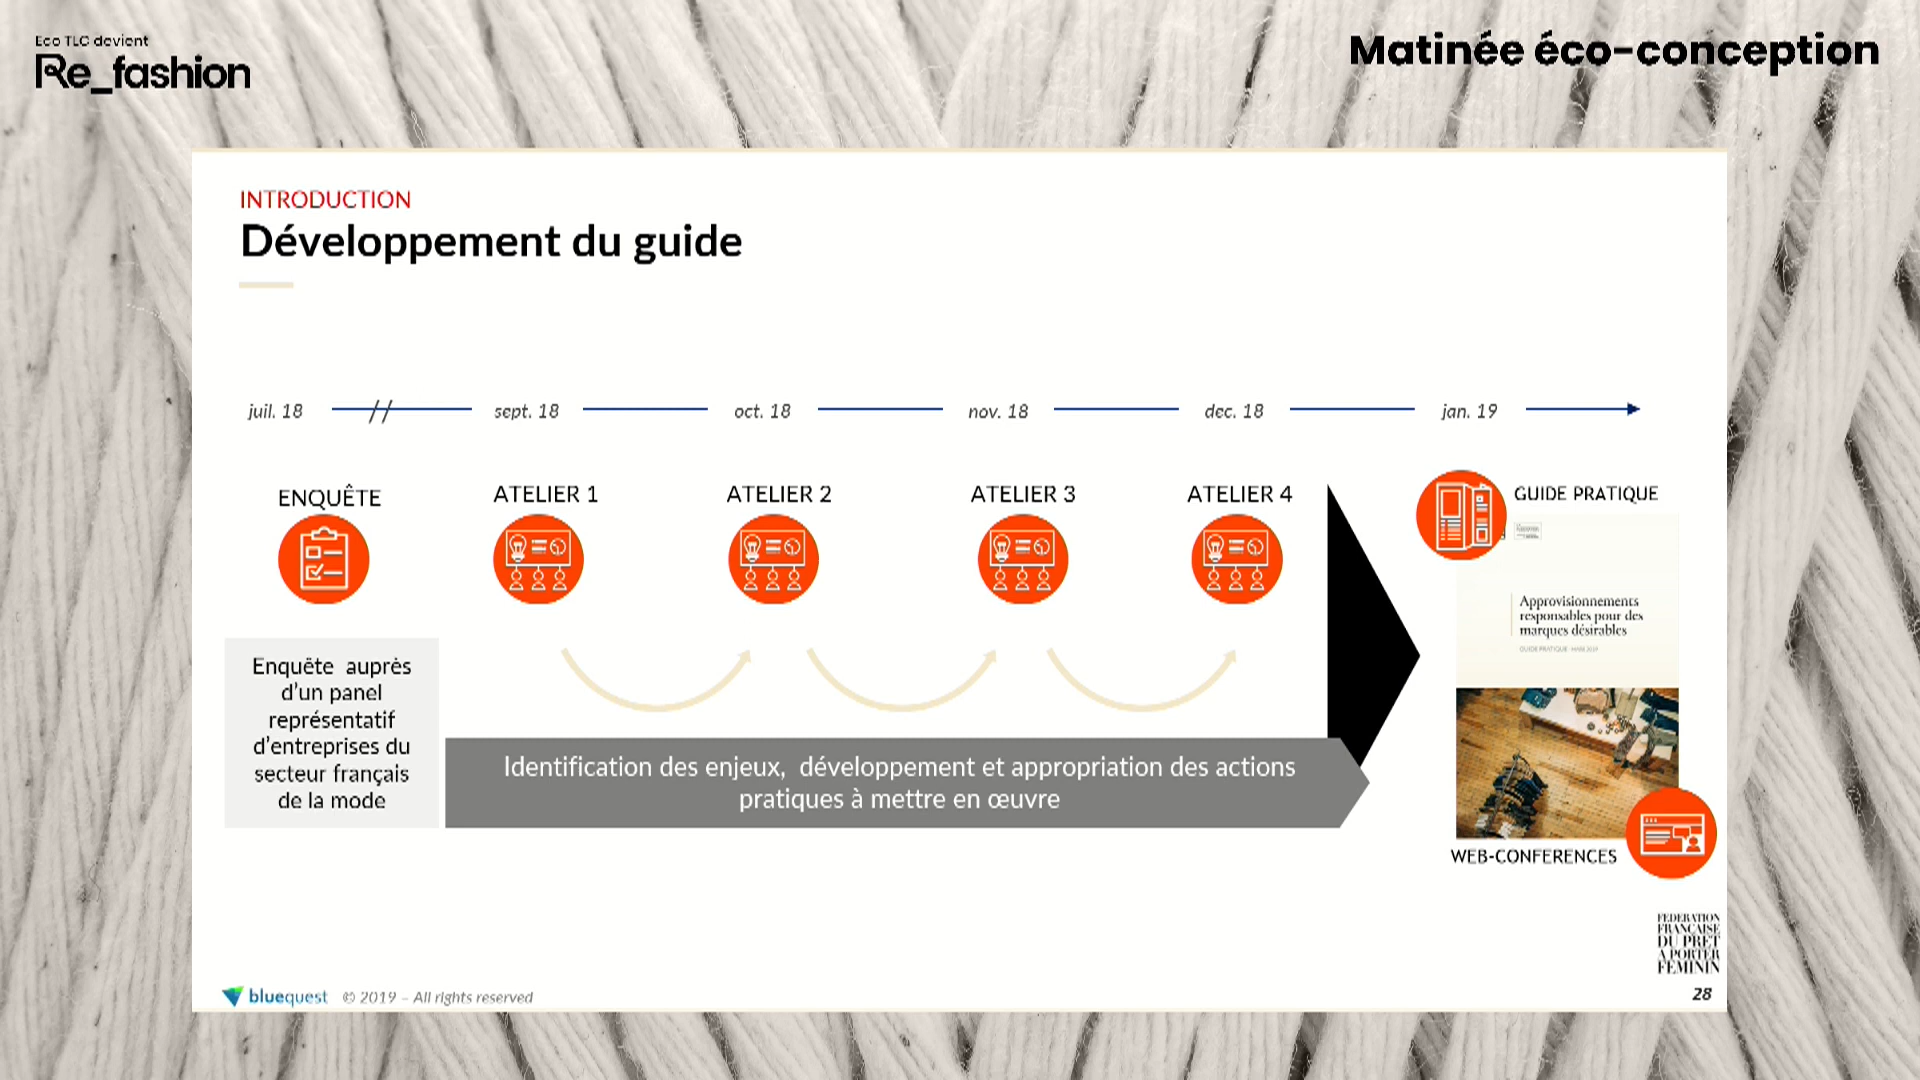 Eco TLC devient
Re_fashion
Matinée éco-conception
INTRODUCTION
Développement du guide
juil. 18
sept. 18
oct. 18
nov. 18
dec. 18
jan. 19
ENQUÊTE
ATELIER 1
ATELIER 2
ATELIER 3
ATELIER 4
GUIDE PRATIQUE
Approvisionnements
responsables pour des
marques désirables
GUIDE PRATIQUE - MARS 2019
Enquête auprès
d'un panel
représentatif
d'entreprises du
secteur français
de la mode
Identification des enjeux, développement et appropriation des actions
pratiques à mettre en œuvre
WEB-CONFERENCES
FEDERATION
FRANÇAISE
DU PRÊT
A PORTER
FEMININ
bluequest © 2019 – All rights reserved
28